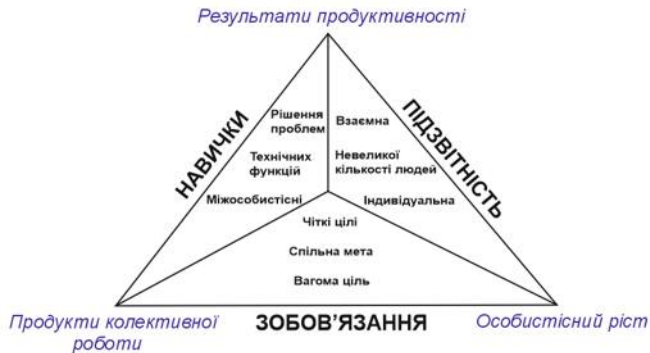 Результати продуктивності
НАВИЧКИ
ПІДЗВІТНІСТЬ
Рішення
проблем
Технічних
функцій
Міжособистісні
Взаємна
Невеликої
кількості людей
Індивідуальна
Чіткі цілі
Спільна мета
Вагома ціль
Продукти колективної
роботи
ЗОБОВ'ЯЗАННЯ
Особистісний ріст